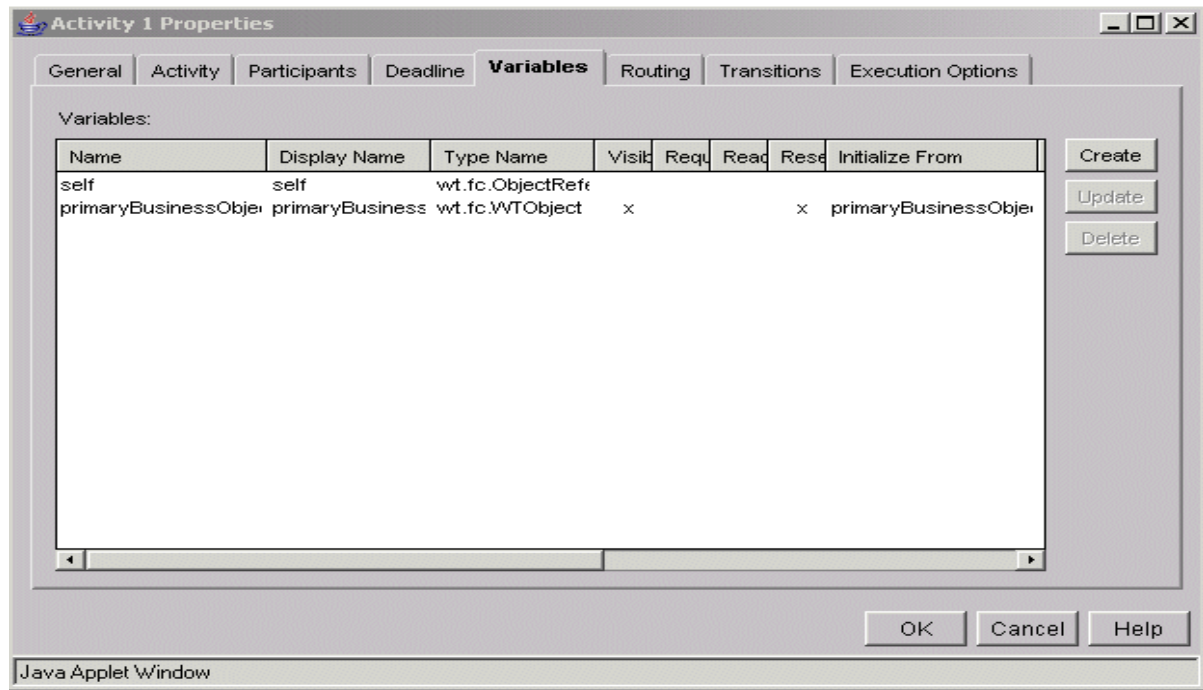 Activity 1 Properties
General Activity Participants Deadline Variables Routing Transitions Execution Options
Variables:
Name Display Name Type Name Visib Requ Read Rese Initialize From
self self wt.fc.ObjectRefe
primaryBusinessObje primaryBusiness wt.fc.WTObject x x primaryBusinessObje
Create
Update
Delete
OK Cancel Help
Java Applet Window